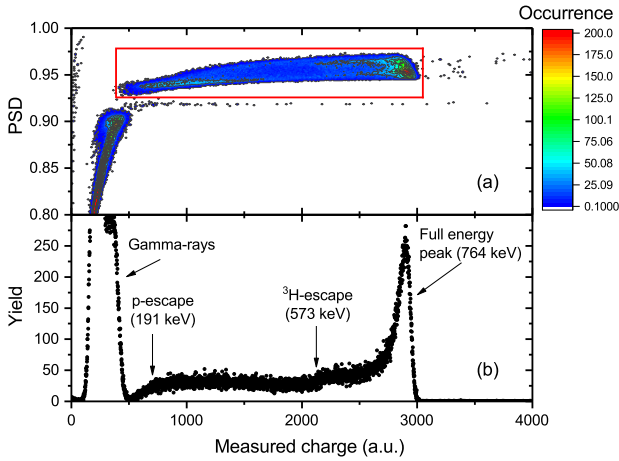 Occurrence
1.00
0.95
0.90
0.85
0.80
PSD
(a)
200.0
175.0
150.0
125.0
100.1
75.08
50.08
25.09
0.1000
250
200
150
100
50
0
Yield
Gamma-rays
p-escape
(191 keV)
³H-escape
(573 keV)
Full energy
peak (764 keV)
(b)
0 1000 2000 3000 4000
Measured charge (a.u.)